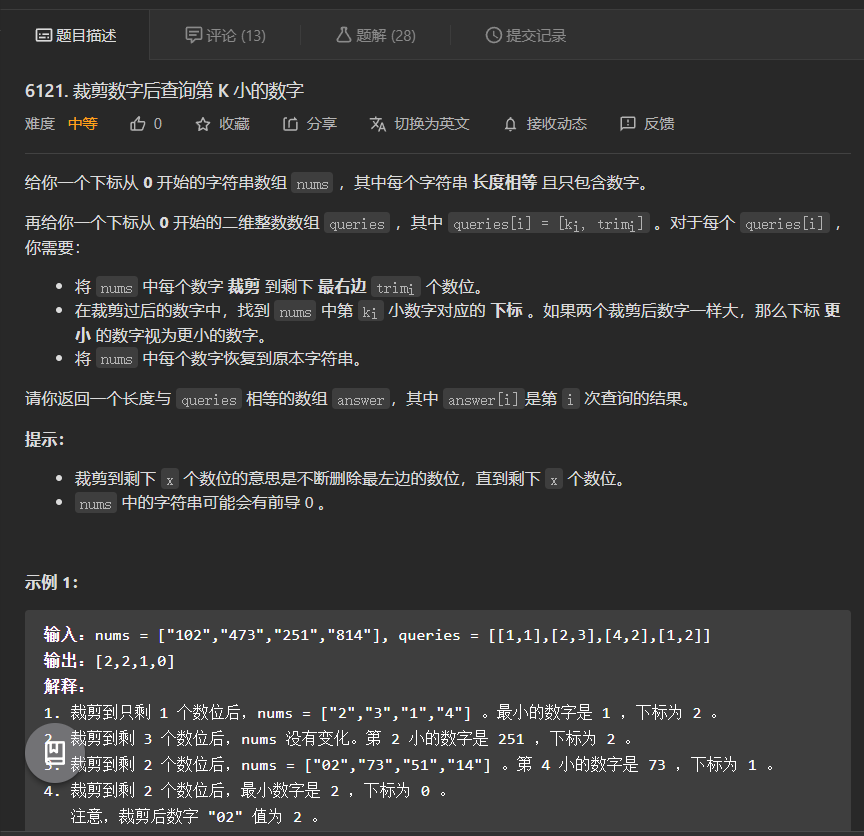 题目描述
评论 (13)
题解 (28)
提交记录
6121. 裁剪数字后查询第 K 小的数字
难度 中等 0 收藏 分享 切换为英文 接收动态 反馈
给你一个下标从 0 开始的字符串数组 nums ，其中每个字符串 长度相等 且只包含数字。
再给你一个下标从 0 开始的二维整数数组 queries ，其中 queries[i] = [ki, trimi] 。对于每个 queries[i] ，
你需要：
将 nums 中每个数字 裁剪 到剩下 最右边 trimi 个数位。
在裁剪过后的数字中，找到 nums 中第 ki 小数字对应的 下标 。如果两个裁剪后数字一样大，那么下标 更
小 的数字视为更小的数字。
将 nums 中每个数字恢复到原本字符串。
请你返回一个长度与 queries 相等的数组 answer，其中 answer[i]是第 i 次查询的结果。
提示：
裁剪到剩下 x 个数位的意思是不断删除最左边的数位，直到剩下 x 个数位。
nums 中的字符串可能会有前导 0 。
示例 1：
输入：nums = ["102","473","251","814"], queries = [[1,1],[2,3],[4,2],[1,2]]
输出：[2,2,1,0]
解释：
1. 裁剪到只剩 1 个数位后，nums = ["2","3","1","4"] 。最小的数字是 1 ，下标为 2 。
裁剪到剩 3 个数位后，nums 没有变化。第 2 小的数字是 251 ，下标为 2 。
3. 裁剪到剩 2 个数位后，nums = ["02","73","51","14"] 。第 4 小的数字是 73 ，下标为 1 。
4. 裁剪到剩 2 个数位后，最小数字是 2 ，下标为 0 。
注意，裁剪后数字 "02" 值为 2 。